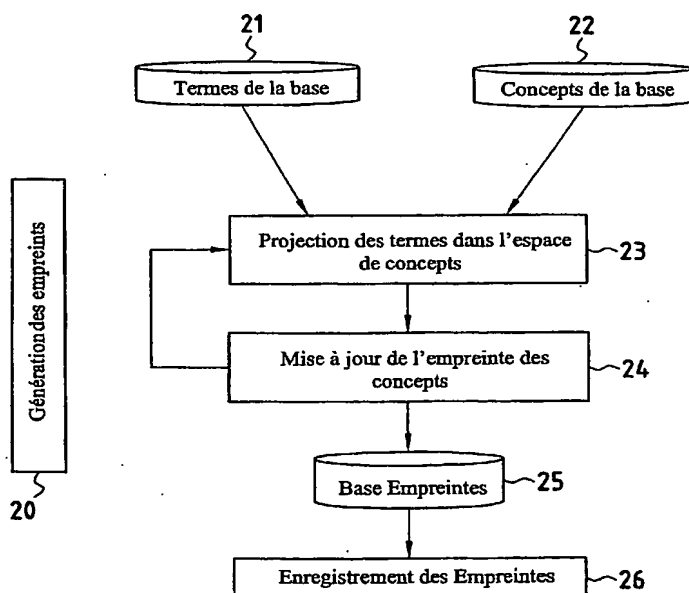 21
22
Termes de la base
Concepts de la base
Projection des termes dans l'espace
de concepts
23
Mise à jour de l'empreinte des
concepts
24
Génération des empreints
20
Base Empreintes
25
Enregistrement des Empreintes
26